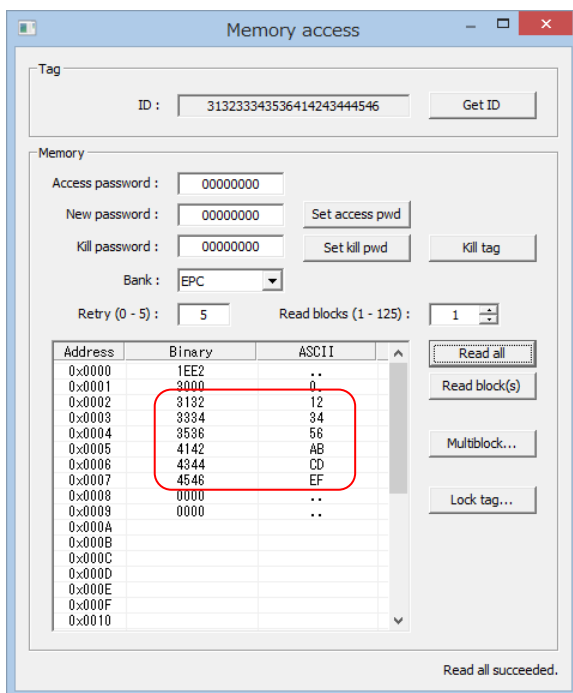 Memory access
Tag
ID : 313233343536414243444546 Get ID
Memory
Access password : 00000000
New password : 00000000 Set access pwd
Kill password : 00000000 Set kill pwd Kill tag
Bank : EPC
Retry (0 - 5) : 5 Read blocks (1 - 125) : 1
Address Binary ASCII Read all
0x0000 1EE2 ..
0x0001 3000 0. Read block(s)
0x0002 3132 12
0x0003 3334 34
0x0004 3536 56
0x0005 4142 AB Multiblock...
0x0006 4344 CD
0x0007 4546 EF
0x0008 0000 .. Lock tag...
0x0009 0000 ..
0x000A
0x000B
0x000C
0x000D
0x000E
0x000F
0x0010
Read all succeeded.